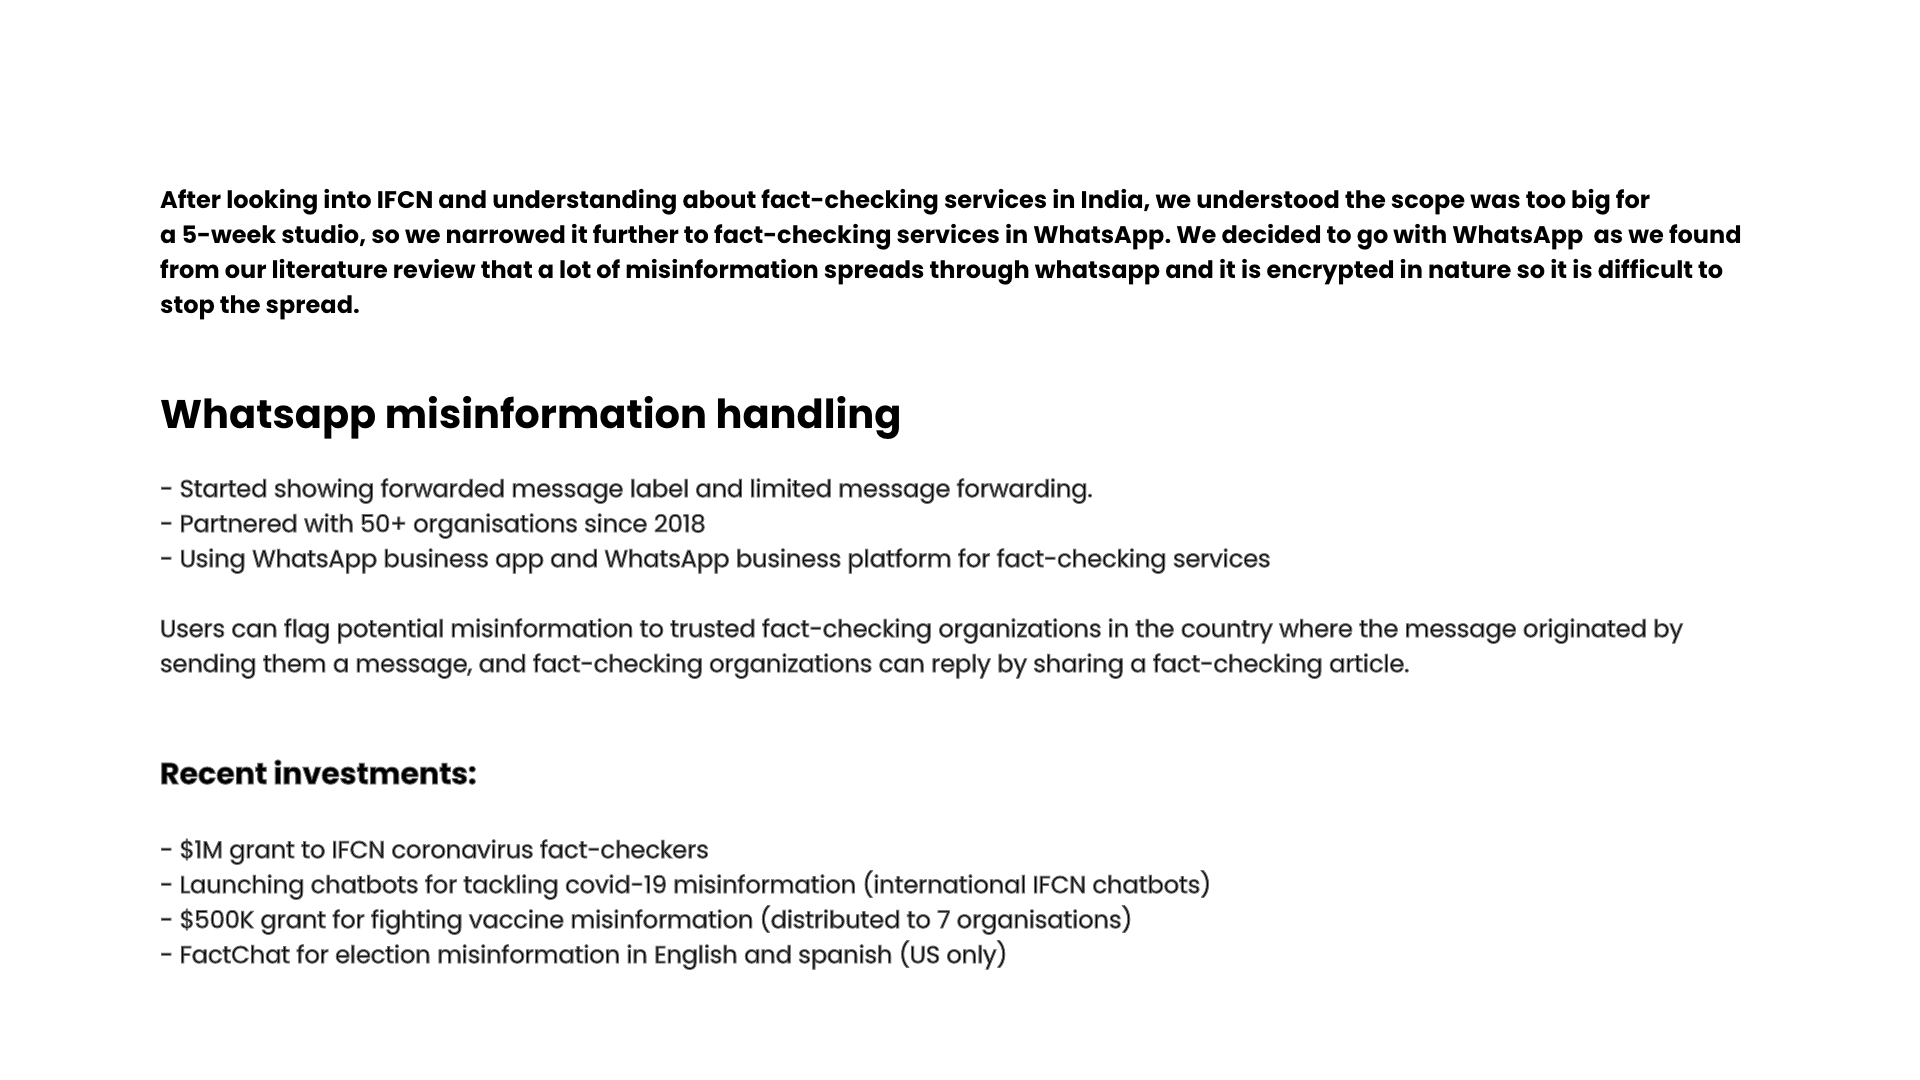 After looking into IFCN and understanding about fact-checking services in India, we understood the scope was too big for
a 5-week studio, so we narrowed it further to fact-checking services in WhatsApp. We decided to go with WhatsApp  as we found
from our literature review that a lot of misinformation spreads through whatsapp and it is encrypted in nature so it is difficult to
stop the spread.
Whatsapp misinformation handling
- Started showing forwarded message label and limited message forwarding.
- Partnered with 50+ organisations since 2018
- Using WhatsApp business app and WhatsApp business platform for fact-checking services
Users can flag potential misinformation to trusted fact-checking organizations in the country where the message originated by
sending them a message, and fact-checking organizations can reply by sharing a fact-checking article.
Recent investments:
- $1M grant to IFCN coronavirus fact-checkers
- Launching chatbots for tackling covid-19 misinformation (international IFCN chatbots)
- $500K grant for fighting vaccine misinformation (distributed to 7 organisations)
- FactChat for election misinformation in English and spanish (US only)